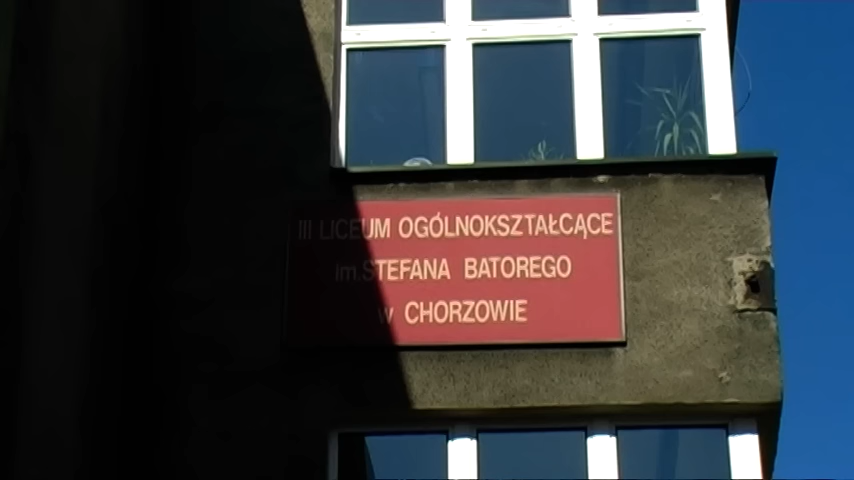 III LICEUM OGÓLNOKSZTAŁCĄCE
im. STEFANA BATOREGO
w CHORZOWIE